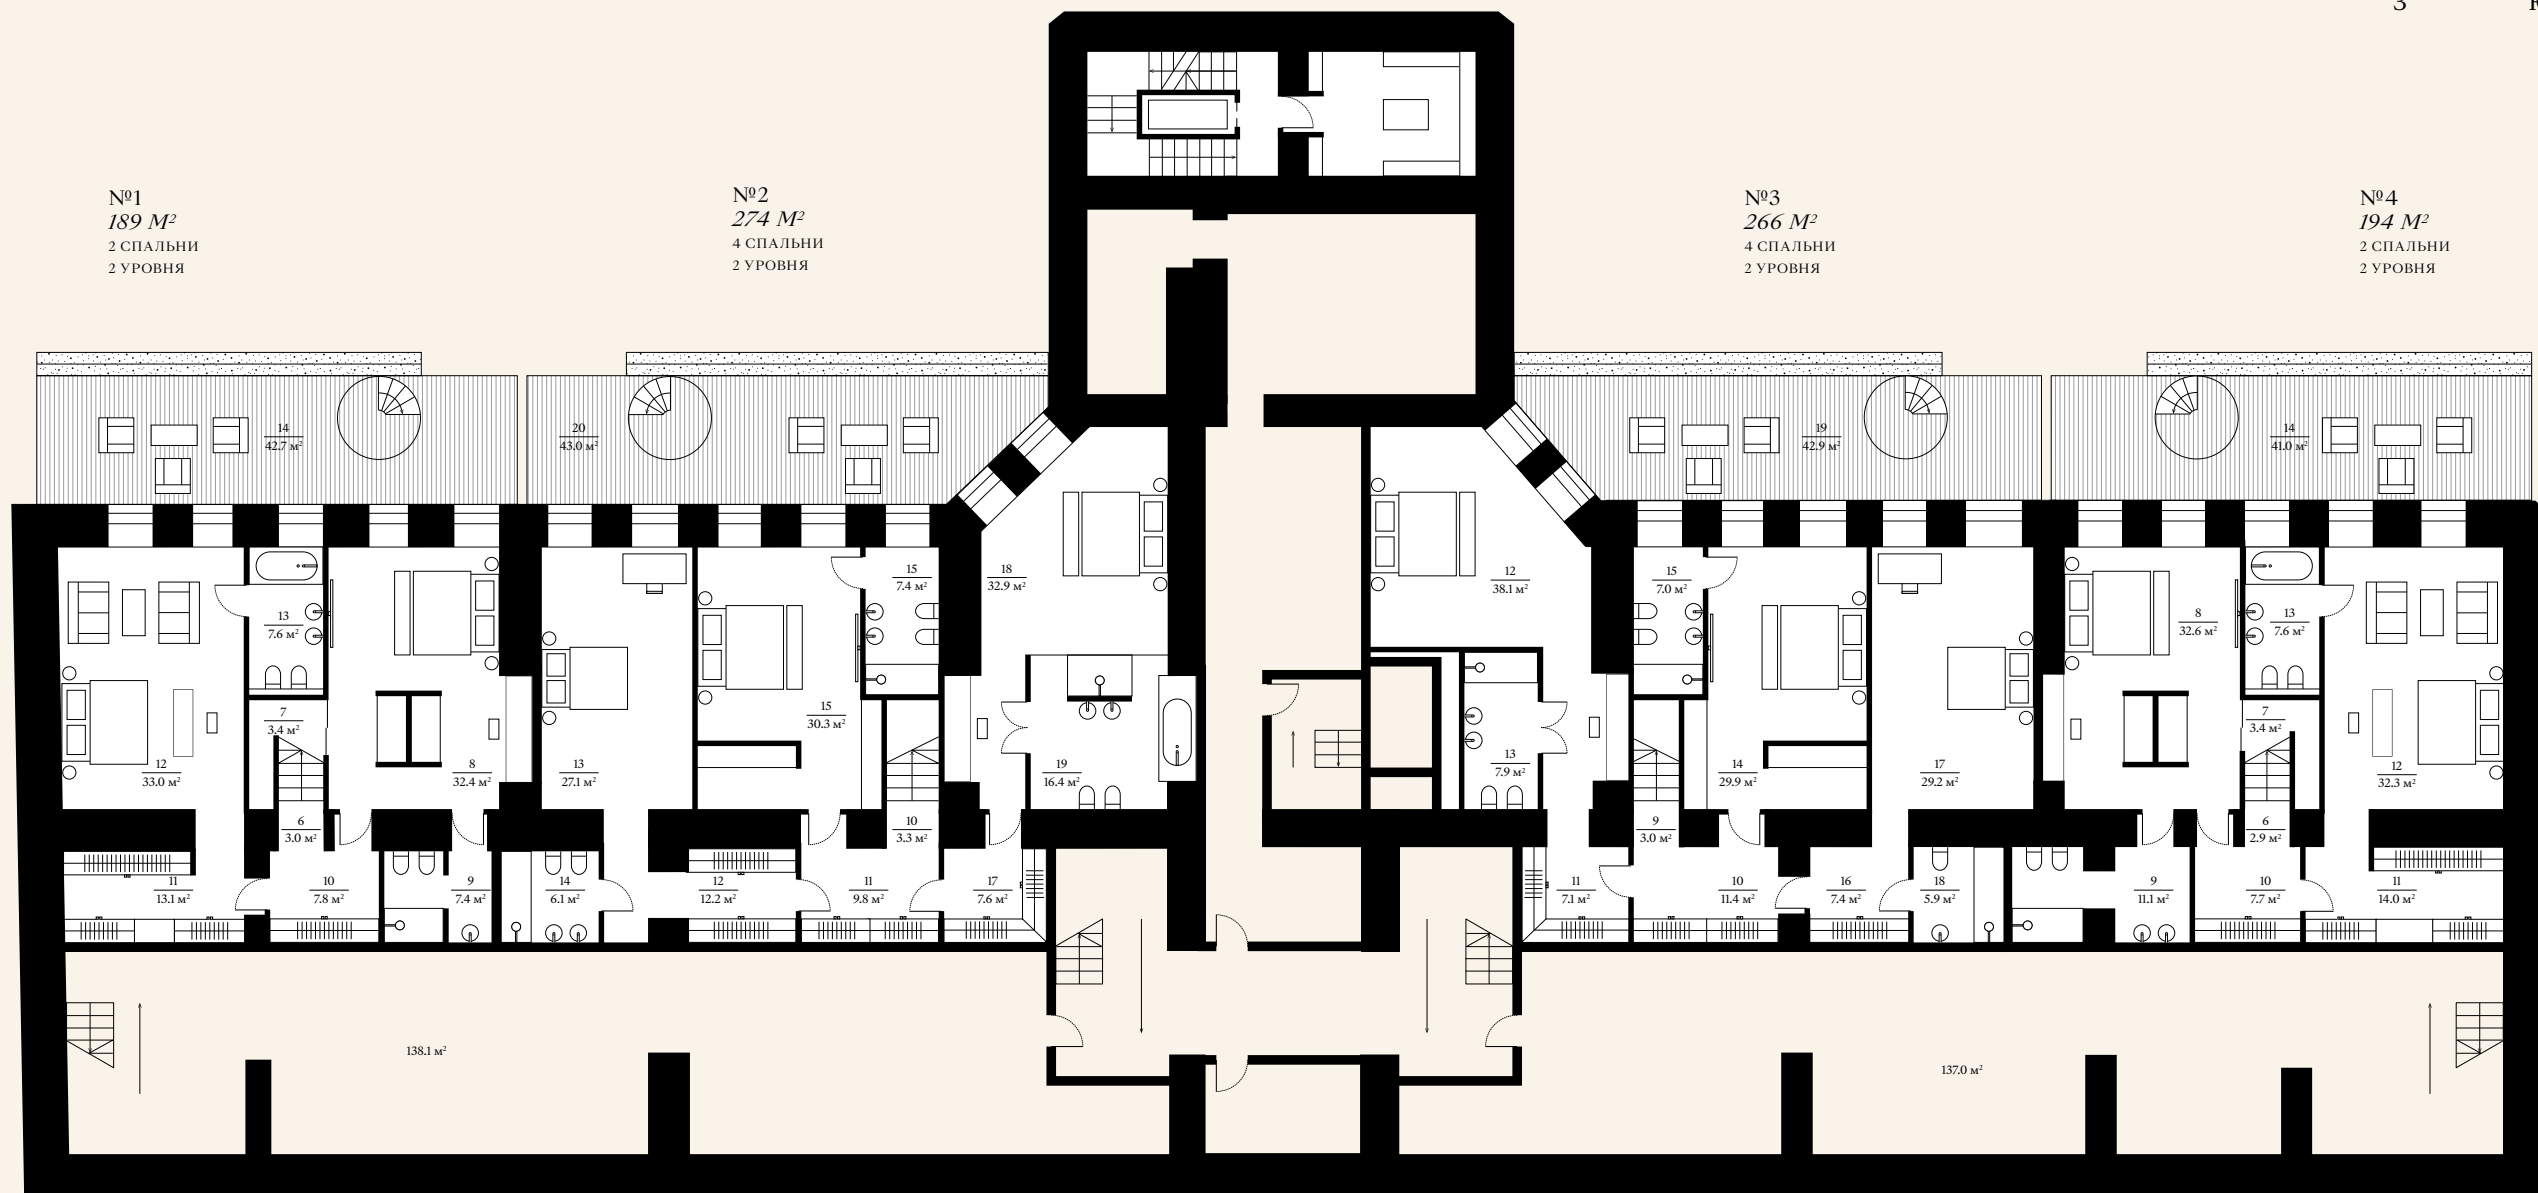 3
№1
189 М²
2 СПАЛЬНИ
2 УРОВНЯ
№2
274 М²
4 СПАЛЬНИ
2 УРОВНЯ
№3
266 М²
4 СПАЛЬНИ
2 УРОВНЯ
№4
194 М²
2 СПАЛЬНИ
2 УРОВНЯ
14
42.7 м²
20
43.0 м²
19
42.9 м²
14
41.0 м²
13
7.6 м²
7
3.4 м²
12
33.0 м²
8
32.4 м²
6
3.0 м²
11
13.1 м²
10
7.8 м²
9
7.4 м²
13
27.1 м²
15
30.3 м²
15
7.4 м²
18
32.9 м²
19
16.4 м²
10
3.3 м²
14
6.1 м²
12
12.2 м²
11
9.8 м²
17
7.6 м²
12
38.1 м²
13
7.9 м²
15
7.0 м²
14
29.9 м²
17
29.2 м²
9
3.0 м²
11
7.1 м²
10
11.4 м²
16
7.4 м²
18
5.9 м²
8
32.6 м²
13
7.6 м²
7
3.4 м²
12
32.3 м²
6
2.9 м²
9
11.1 м²
10
7.7 м²
11
14.0 м²
138.1 м²
137.0 м²